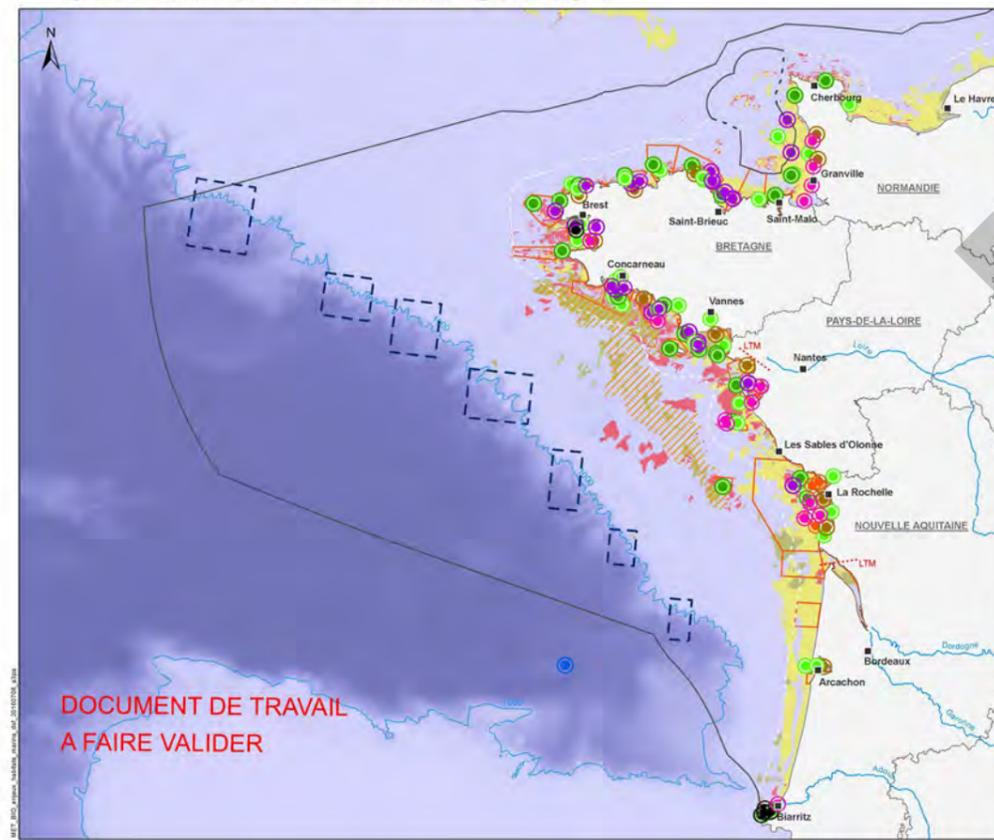 N
Cherbourg
Le Havre
Granville
NORMANDIE
Brest
Saint-Brieuc
Saint-Malo
BRETAGNE
Concarneau
Vannes
PAYS-DE-LA-LOIRE
LTM
Loire
Nantes
Les Sables d'Olonne
La Rochelle
NOUVELLE AQUITAINE
LTM
Dordogne
Bordeaux
Arcachon
Garonne
DOCUMENT DE TRAVAIL
A FAIRE VALIDER
Adour
Biarritz